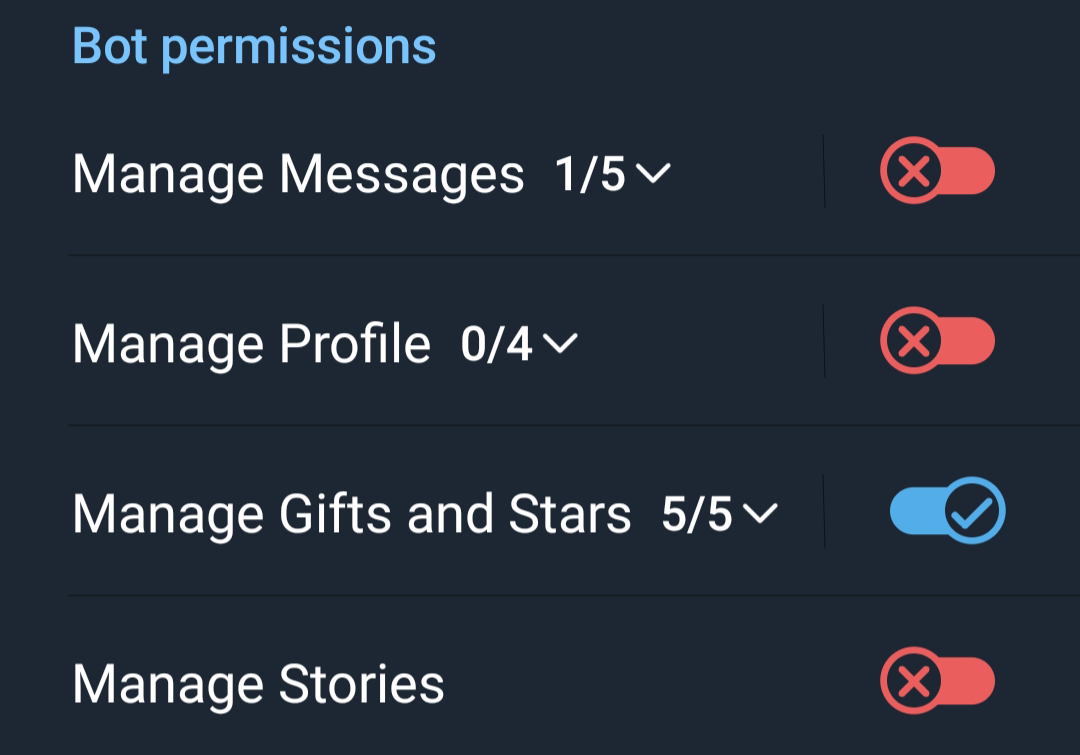 Bot permissions
Manage Messages 1/5
Manage Profile 0/4
Manage Gifts and Stars 5/5
Manage Stories